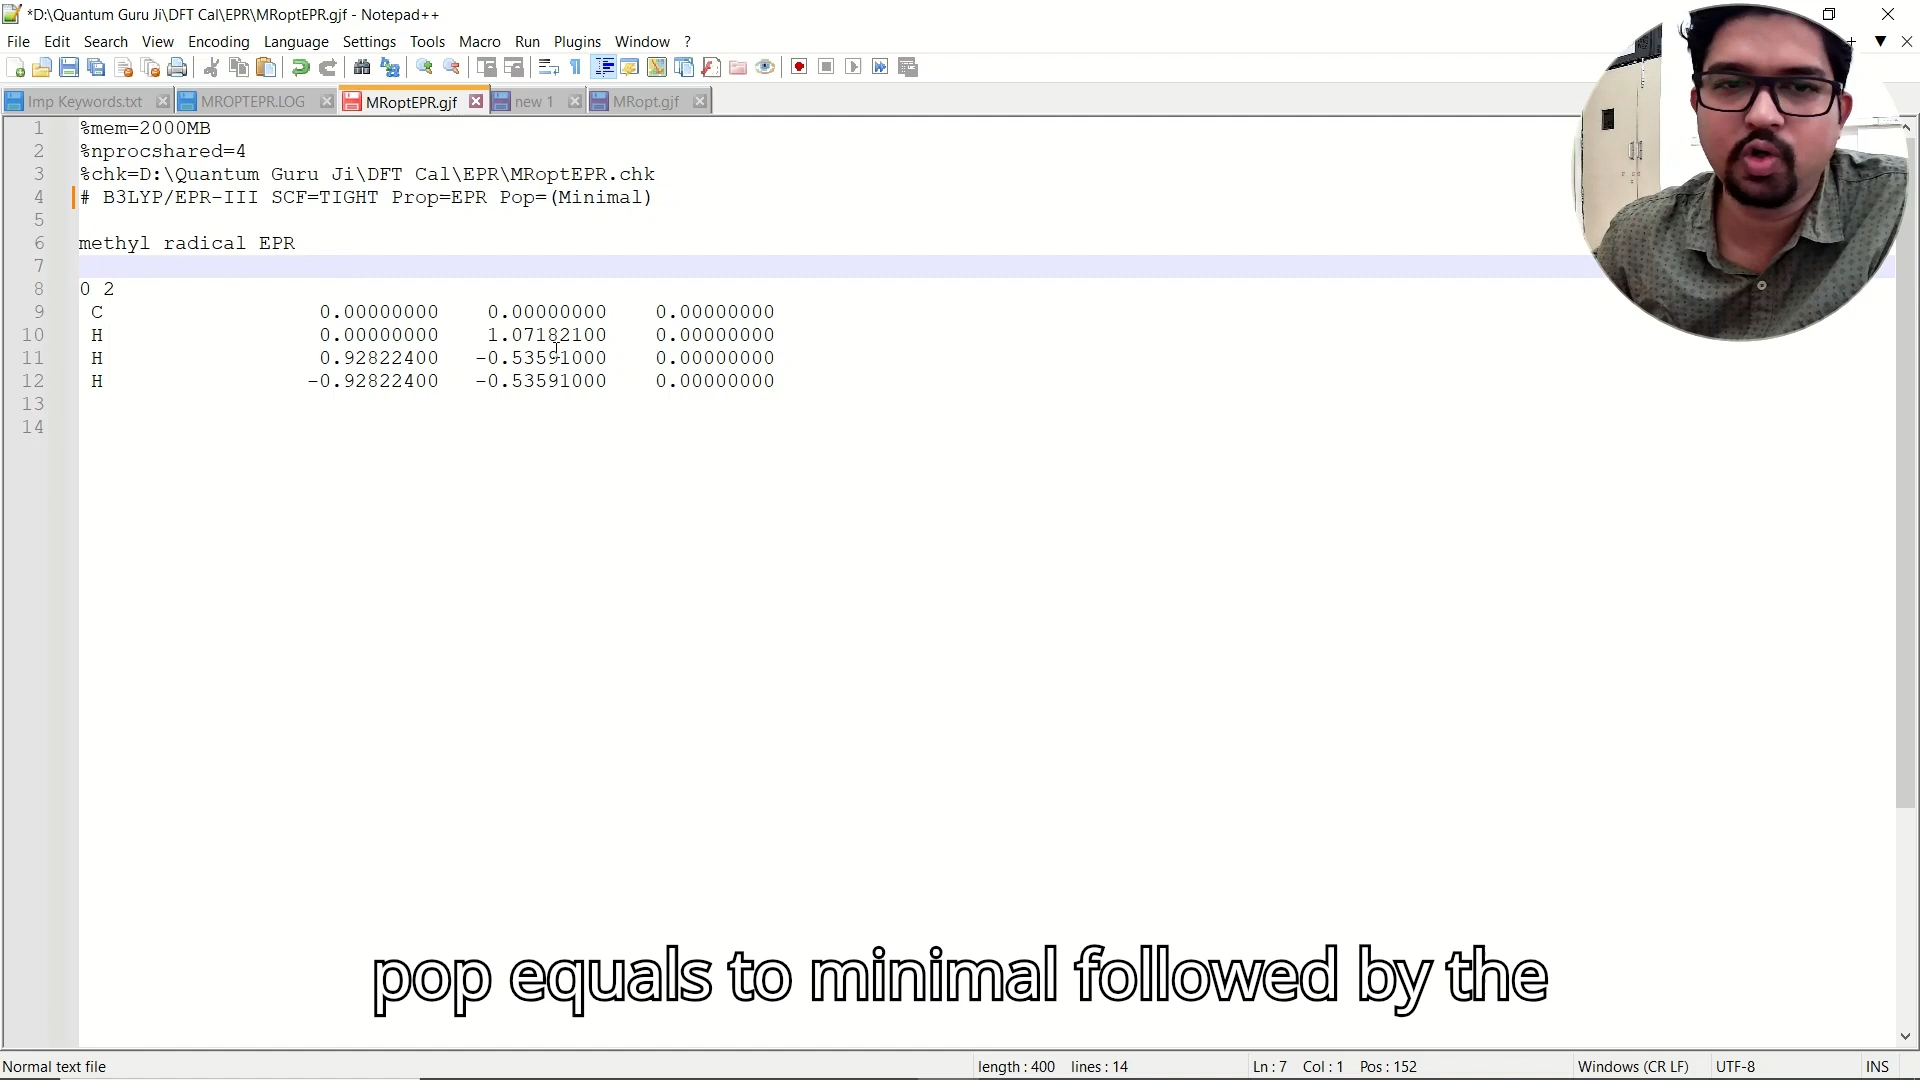 *D:\Quantum Guru Ji\DFT Cal\EPR\MRoptEPR.gjf - Notepad++
File Edit Search View Encoding Language Settings Tools Macro Run Plugins Window ?
Imp Keywords.txt MROPTEPR.LOG MRoptEPR.gjf new 1 MRopt.gjf
1 %mem=2000MB
2 %nprocshared=4
3 %chk=D:\Quantum Guru Ji\DFT Cal\EPR\MRoptEPR.chk
4 # B3LYP/EPR-III SCF=TIGHT Prop=EPR Pop=(Minimal)
5
6 methyl radical EPR
7
8 0 2
9 C 0.00000000 0.00000000 0.00000000
10 H 0.00000000 1.07182100 0.00000000
11 H 0.92822400 -0.53591000 0.00000000
12 H -0.92822400 -0.53591000 0.00000000
13
14
pop equals to minimal followed by the
Normal text file length : 400 lines : 14 Ln : 7 Col : 1 Pos : 152 Windows (CR LF) UTF-8 INS